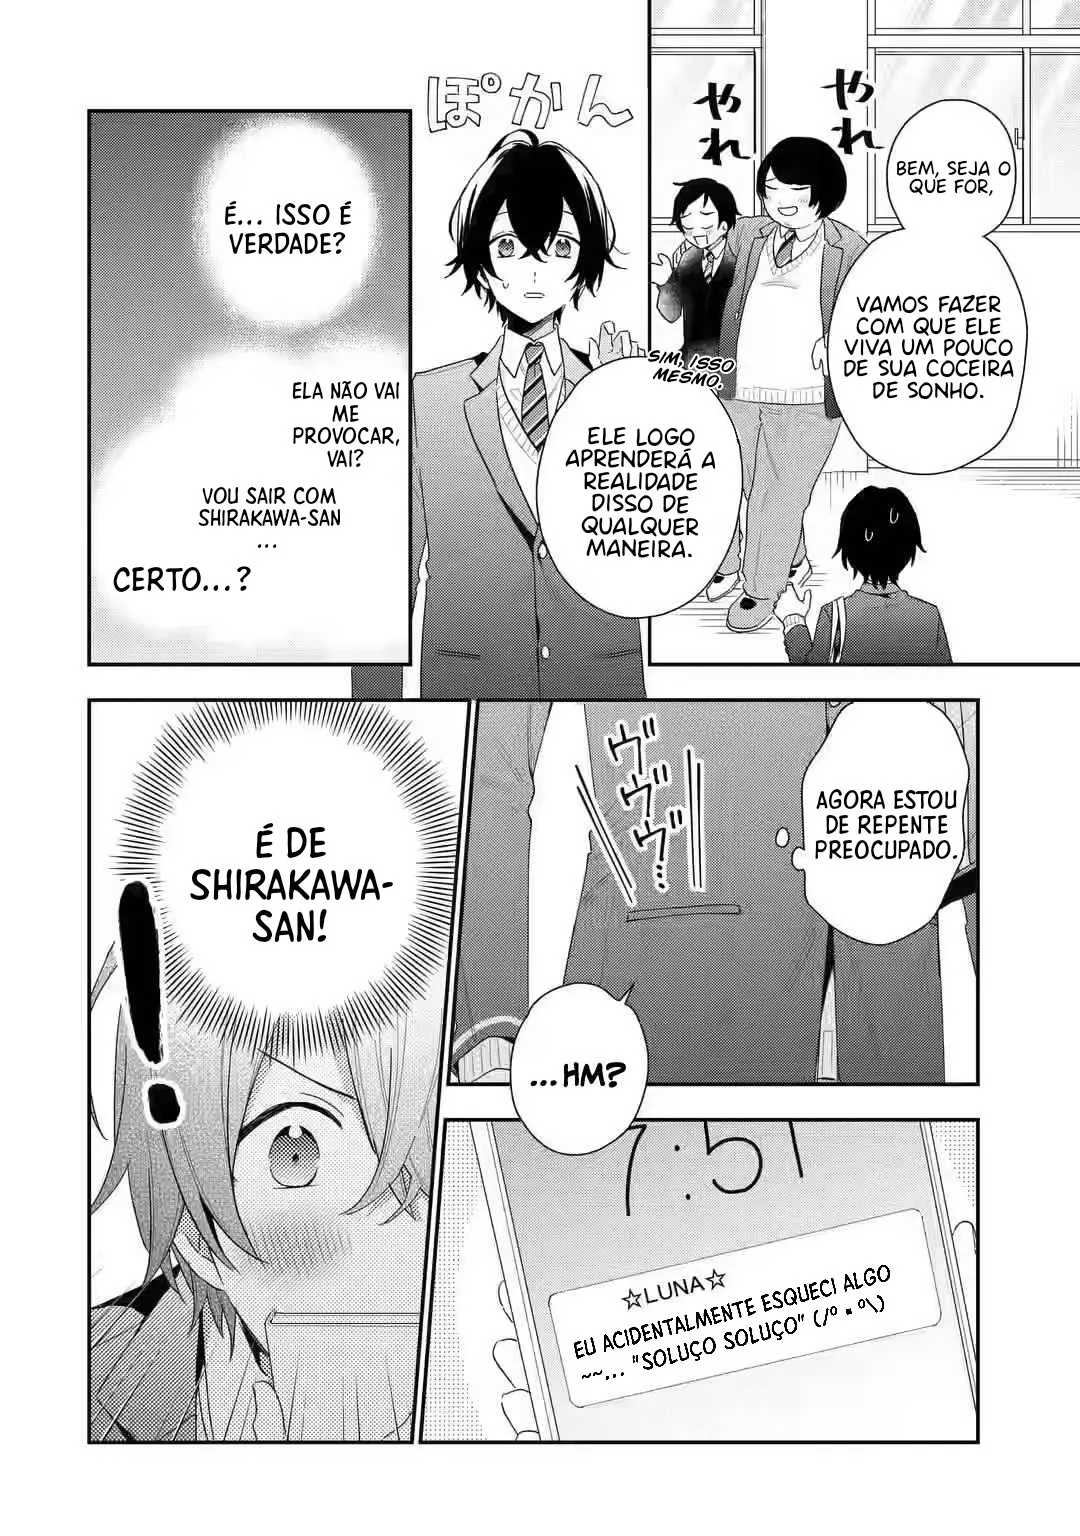 やれ
やれ
BEM, SEJA O
QUE FOR,
VAMOS FAZER
COM QUE ELE
VIVA UM POUCO
DE SUA COCEIRA
DE SONHO.
SIM, ISSO
MESMO.
ELE LOGO
APRENDERÁ A
REALIDADE
DISSO DE
QUALQUER
MANEIRA.
ぽかん
É... ISSO É
VERDADE?
ELA NÃO VAI
ME
PROVOCAR,
VAI?
VOU SAIR COM
SHIRAKAWA-SAN
...
CERTO...?
AGORA ESTOU
DE REPENTE
PREOCUPADO.
ヴヴヴ…
...HM?
É DE
SHIRAKAWA-
SAN!
!
7:51
☆LUNA☆
EU ACIDENTALMENTE ESQUECI ALGO
~~... "SOLUÇO SOLUÇO" (/º ▪ º\)